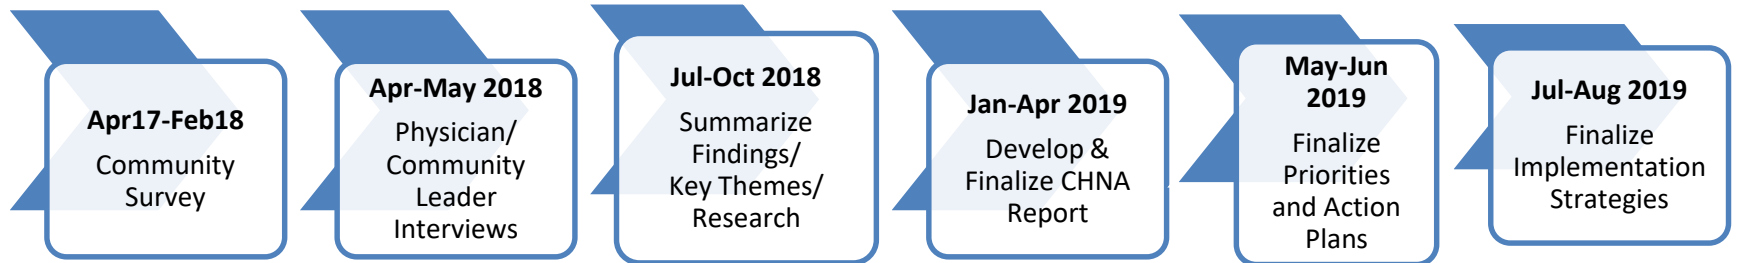 Apr17-Feb18
Community
Survey
Apr-May 2018
Physician/
Community
Leader
Interviews
Jul-Oct 2018
Summarize
Findings/
Key Themes/
Research
Jan-Apr 2019
Develop &
Finalize CHNA
Report
May-Jun
2019
Finalize
Priorities
and Action
Plans
Jul-Aug 2019
Finalize
Implementation
Strategies